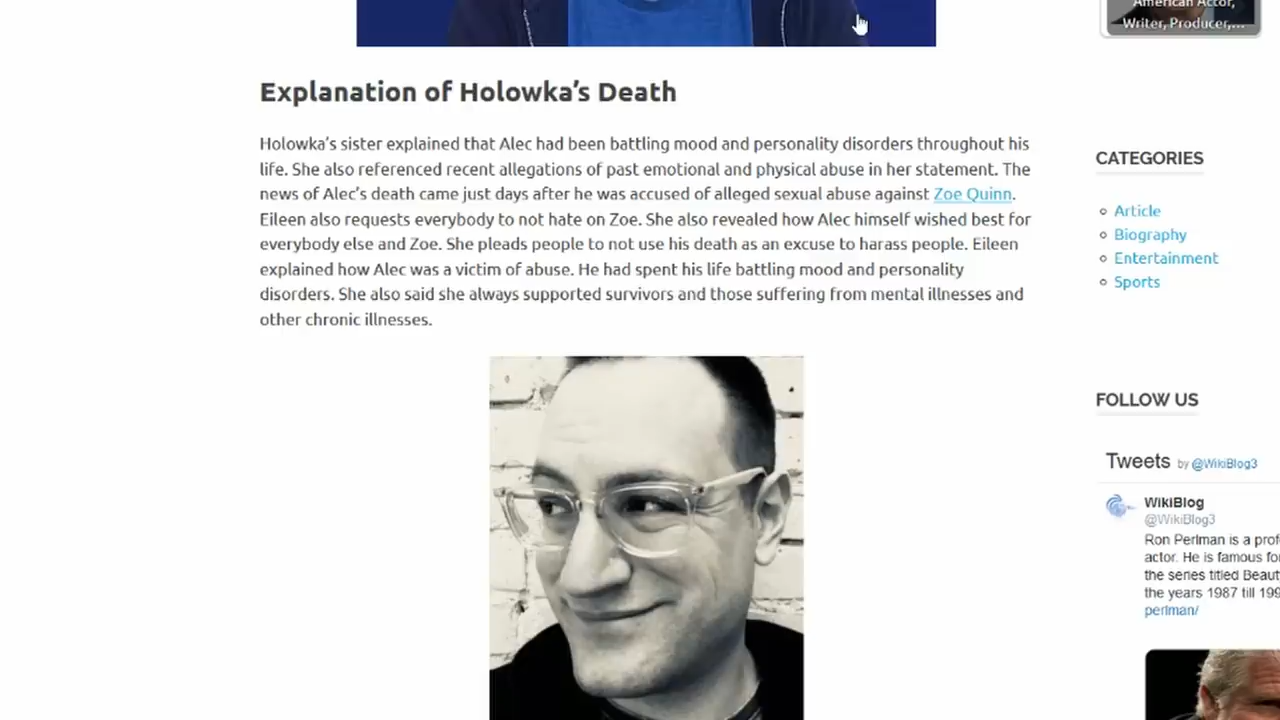 American Actor,
Writer, Producer,...
Explanation of Holowka's Death
Holowka's sister explained that Alec had been battling mood and personality disorders throughout his
life. She also referenced recent allegations of past emotional and physical abuse in her statement. The
news of Alec's death came just days after he was accused of alleged sexual abuse against Zoe Quinn.
Eileen also requests everybody to not hate on Zoe. She also revealed how Alec himself wished best for
everybody else and Zoe. She pleads people to not use his death as an excuse to harass people. Eileen
explained how Alec was a victim of abuse. He had spent his life battling mood and personality
disorders. She also said she always supported survivors and those suffering from mental illnesses and
other chronic illnesses.
CATEGORIES
Article
Biography
Entertainment
Sports
FOLLOW US
Tweets by @WikiBlog3
WikiBlog
@WikiBlog3
Ron Perlman is a prof
actor. He is famous fo
the series titled Beaut
the years 1987 till 199
perlman/